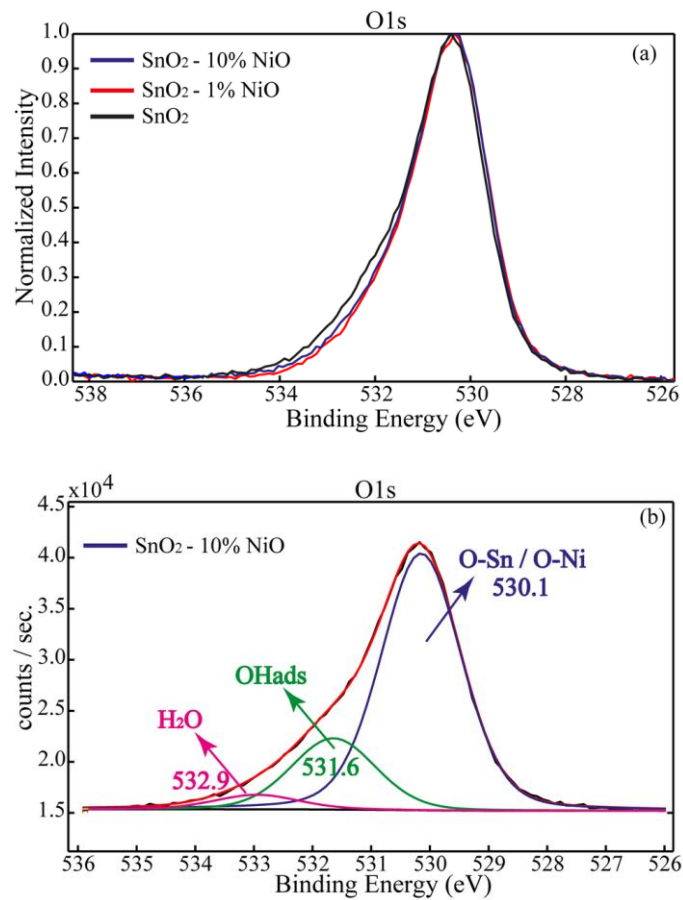 O1s
(a)
SnO₂ - 10% NiO
SnO₂ - 1% NiO
SnO₂
Normalized Intensity
1.0
0.9
0.8
0.7
0.6
0.5
0.4
0.3
0.2
0.1
0.0
538 536 534 532 530 528 526
Binding Energy (eV)
x10⁴
O1s
(b)
SnO₂ - 10% NiO
O-Sn / O-Ni
530.1
OHads
531.6
H₂O
532.9
counts / sec.
4.5
4.0
3.5
3.0
2.5
2.0
1.5
536 535 534 533 532 531 530 529 528 527 526
Binding Energy (eV)